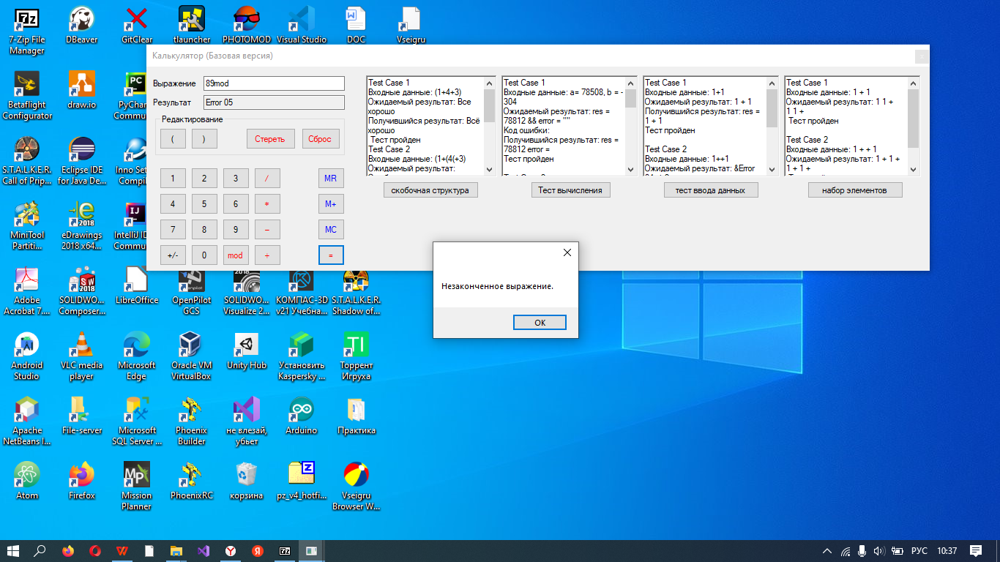 7-Zip File
Manager
DBeaver
GitClear
tlauncher
PHOTOMOD
Visual Studio
DOC
Vseigru
Калькулятор (Базовая версия)
Выражение
89mod
Результат
Error 05
Редактирование
(
)
Стереть
Сброс
1
2
3
/
MR
4
5
6
*
M+
7
8
9
–
MC
+/-
0
mod
+
=
Test Case 1
Входные данные: (1+4+3)
Ожидаемый результат: Все
хорошо
Получившийся результат: Всё
хорошо
Тест пройден
Test Case 2
Входные данные: (1+(4(+3)
Ожидаемый результат:
скобочная структура
Test Case 1
Входные данные: a= 78508, b = -
304
Ожидаемый результат: res =
78812 && error = ""
Код ошибки:
Получившийся результат: res =
78812 error =
Тест пройден
Тест вычисления
Test Case 1
Входные данные: 1+1
Ожидаемый результат: 1 + 1
Получившийся результат: res =
1 + 1
Тест пройден
Test Case 2
Входные данные: 1++1
Ожидаемый результат: &Error
тест ввода данных
Test Case 1
Входные данные: 1 + 1
Ожидаемый результат: 1 1 +
1 1 +
Тест пройден
Test Case 2
Входные данные: 1 + + 1
Ожидаемый результат: 1 + 1 +
1 + 1 +
набор элементов
Незаконченное выражение.
OK
Betaflight
Configurator
draw.io
PyChar
Commu
S.T.A.L.K.E.R.
Call of Prip...
Eclipse IDE
for Java De...
Inno Set
Compil
MiniTool
Partiti...
eDrawings
2018 x64...
IntelliJ ID
Commu
Adobe
Acrobat 7....
SOLIDWO...
Composer...
LibreOffice
OpenPilot
GCS
SOLIDWO...
Visualize 2...
КОМПАС-3D
v21 Учебна...
S.T.A.L.K.E.R.
Shadow of...
Android
Studio
VLC media
player
Microsoft
Edge
Oracle VM
VirtualBox
Unity Hub
Установить
Kaspersky ...
Торрент
Игруха
Apache
NetBeans I...
File-server
Microsoft
SQL Server ...
Phoenix
Builder
не влезай,
убьет
Arduino
Практика
Atom
Firefox
Mission
Planner
PhoenixRC
корзина
pz_v4_hotfi...
Vseigru
Browser W...
РУС
10:37